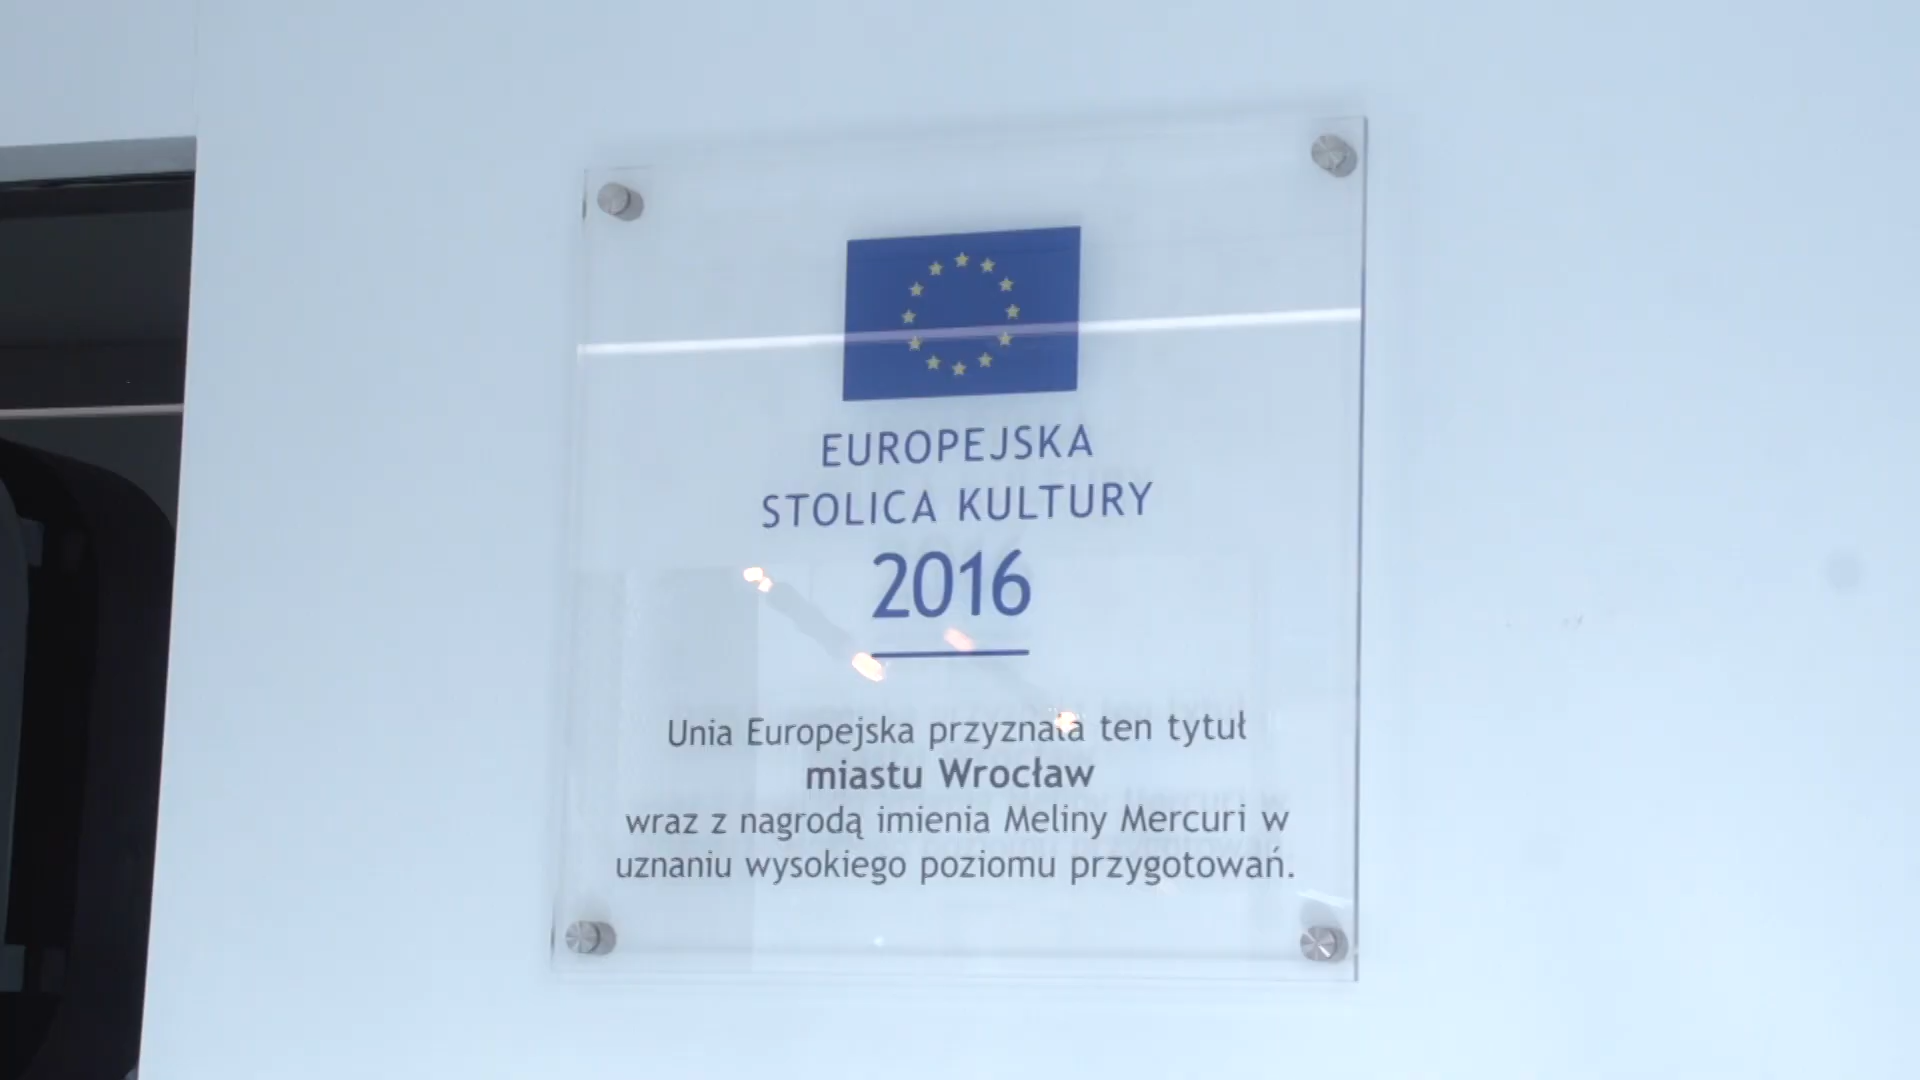 EUROPEJSKA
STOLICA KULTURY
2016
Unia Europejska przyznała ten tytuł
miastu Wrocław
wraz z nagrodą imienia Meliny Mercuri w
uznaniu wysokiego poziomu przygotowań.